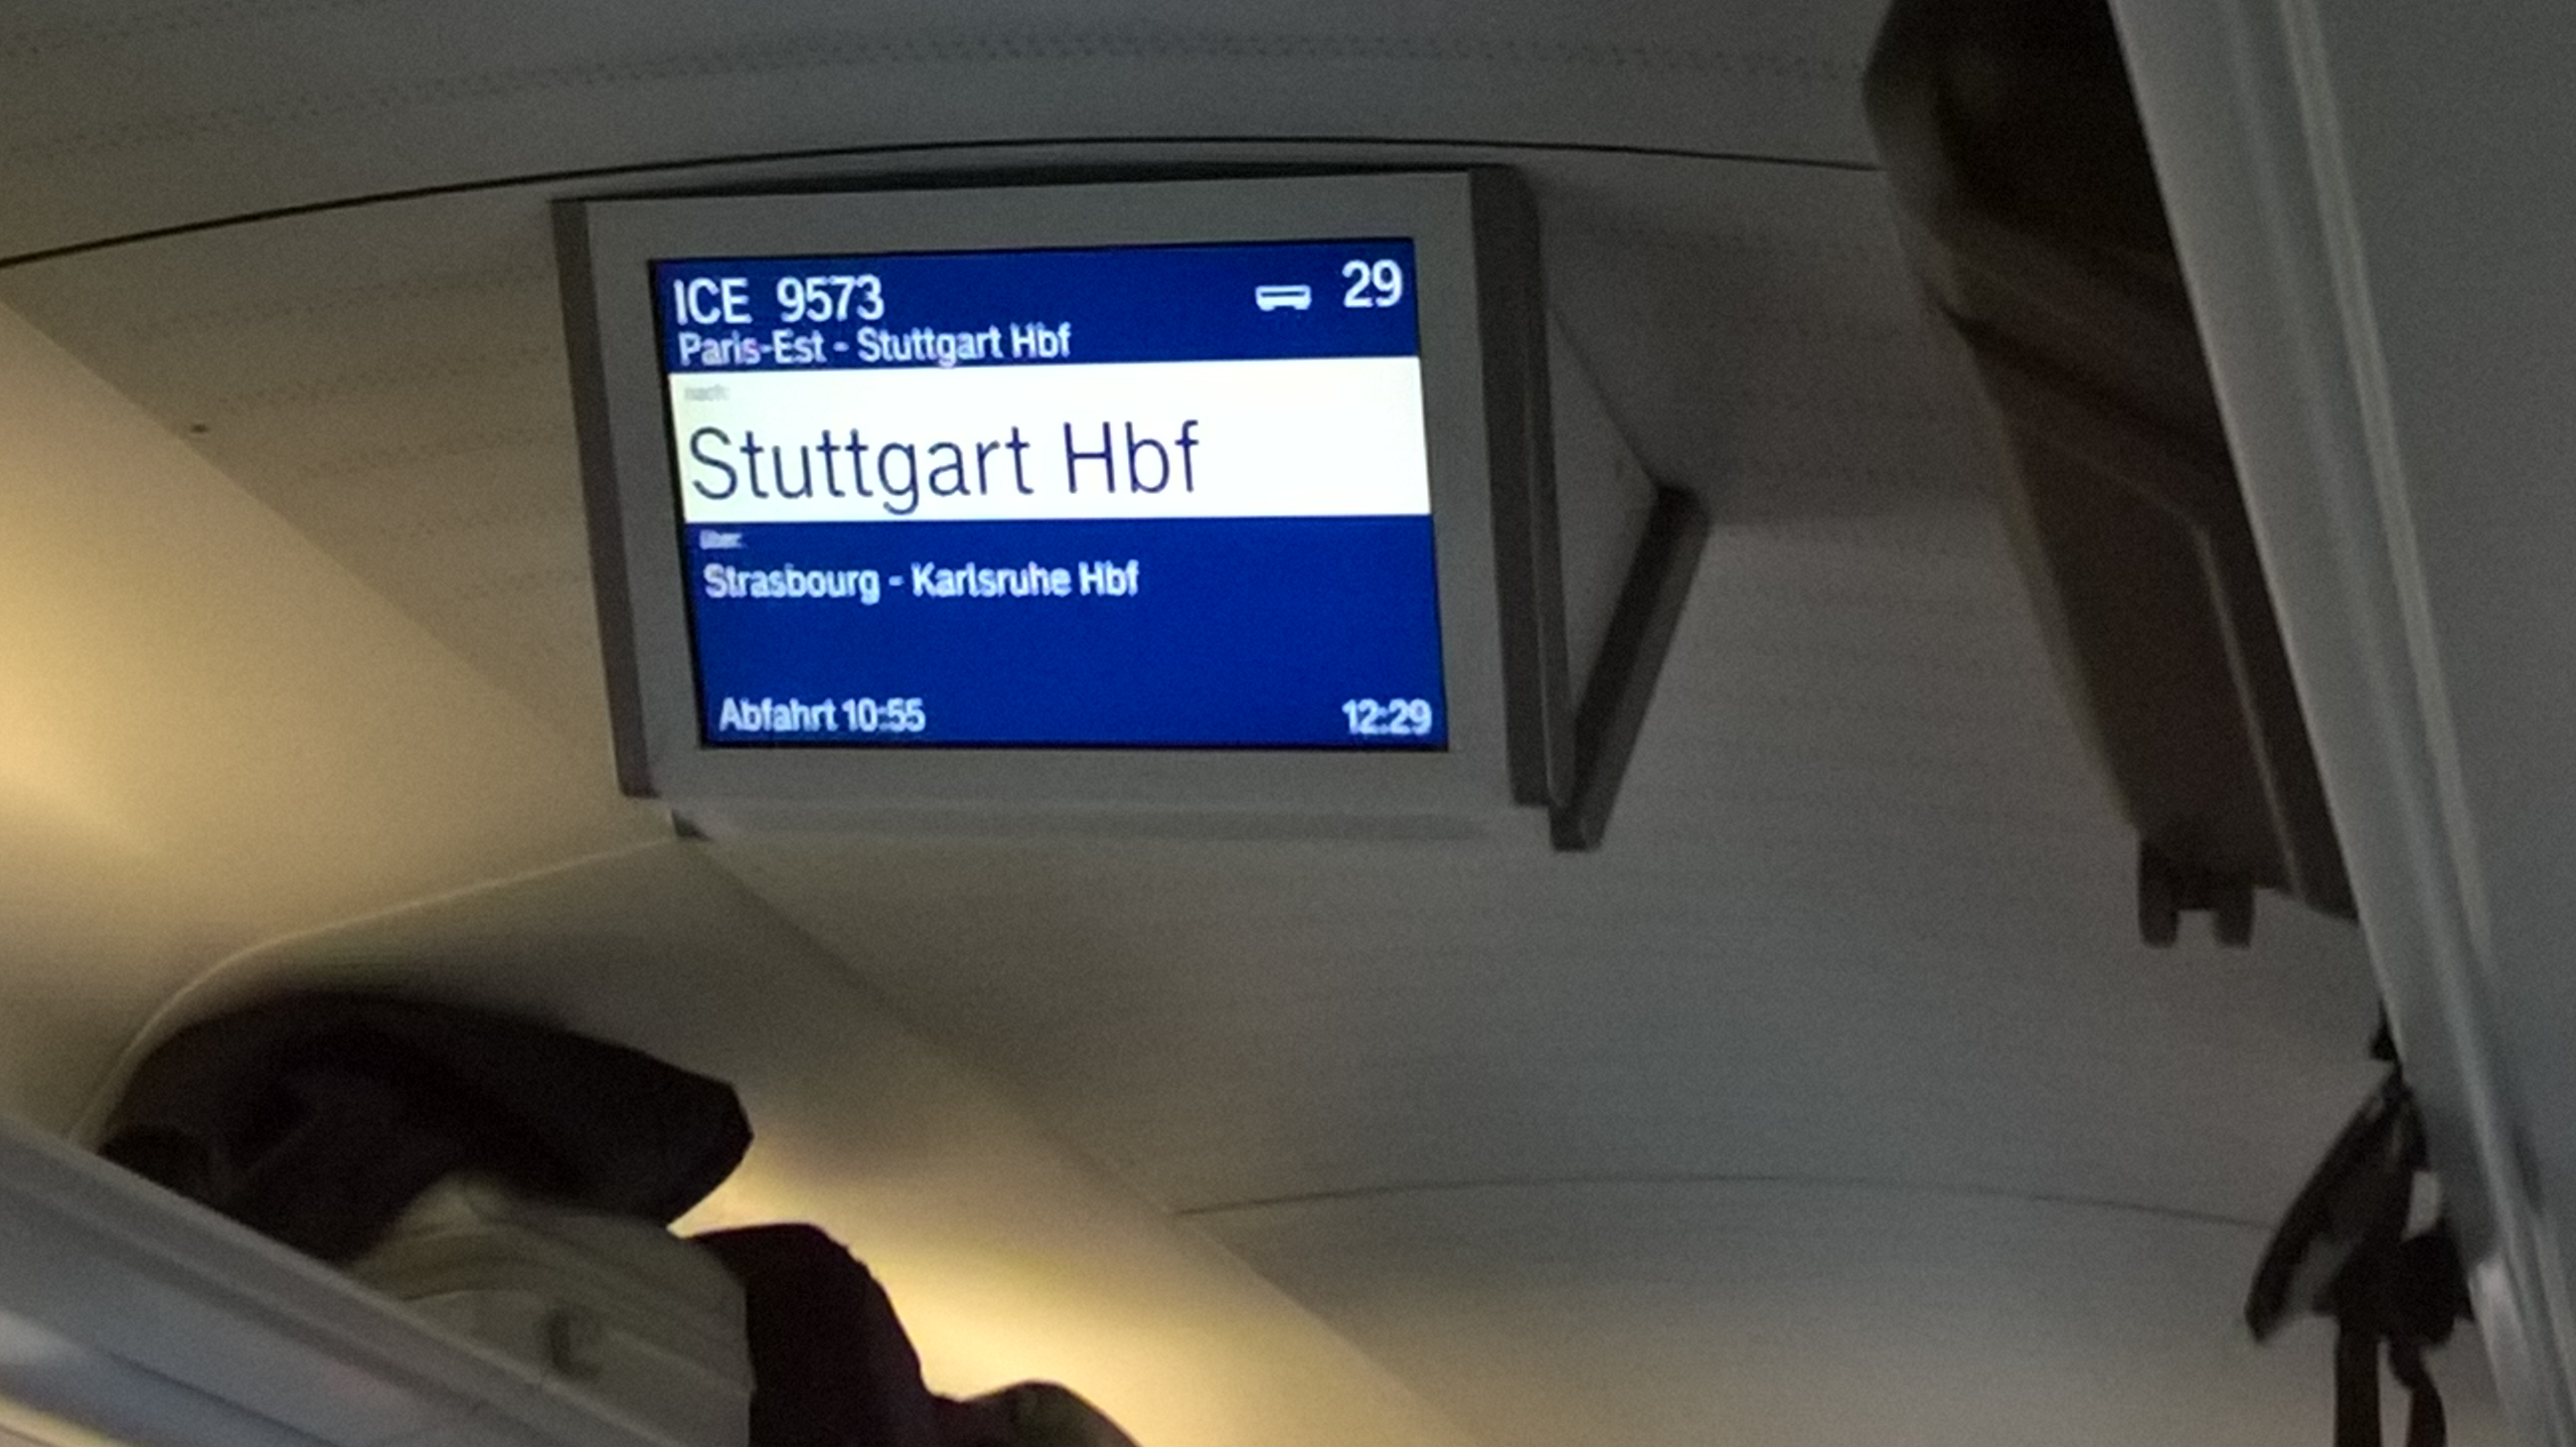 ICE 9573 29
Paris-Est - Stuttgart Hbf
nach:
Stuttgart Hbf
über:
Strasbourg - Karlsruhe Hbf
Abfahrt 10:55 12:29